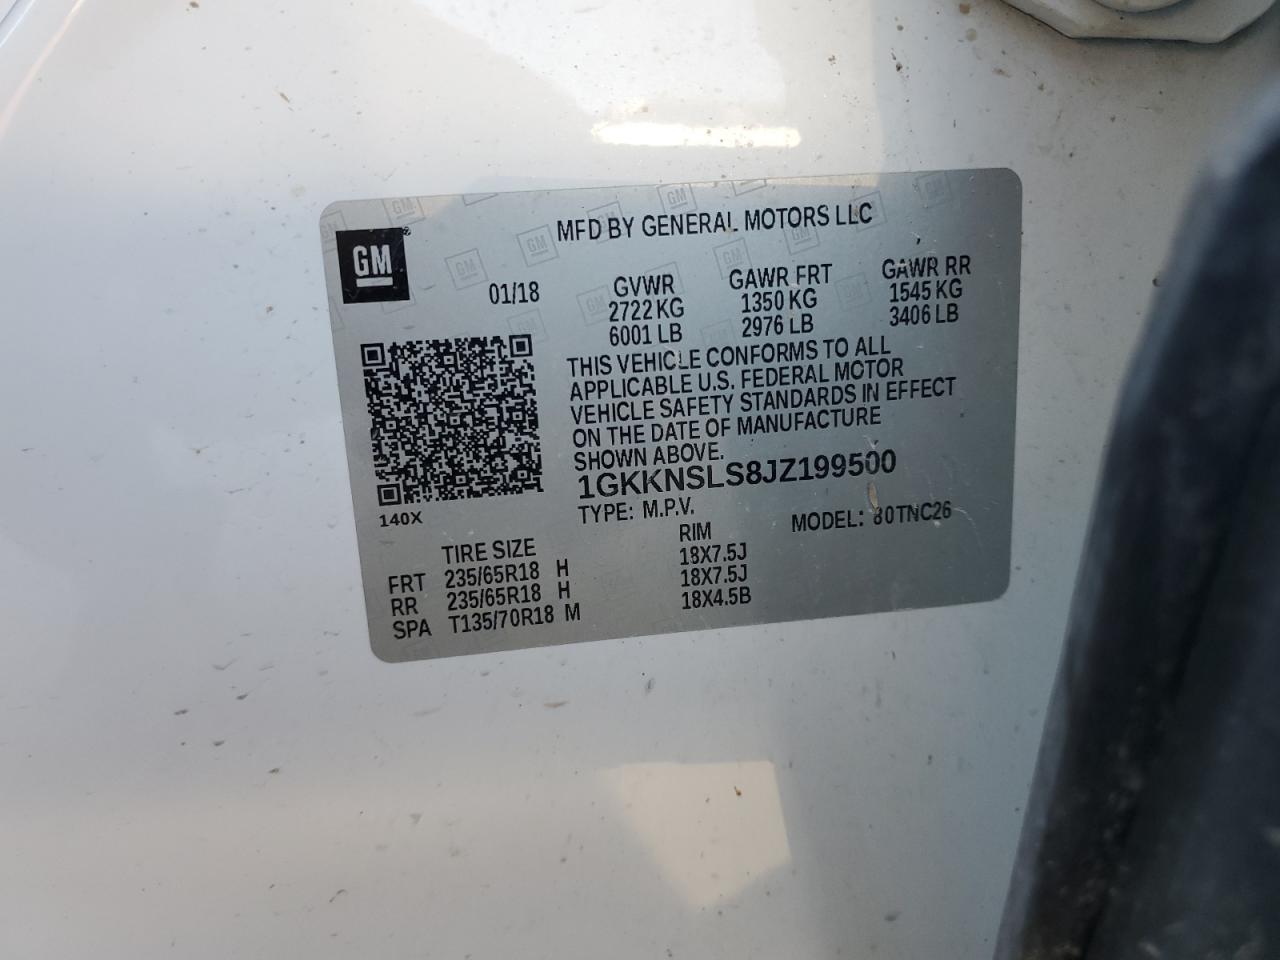 MFD BY GENERAL MOTORS LLC
GM
01/18
GVWR GAWR FRT GAWR RR
2722 KG 1350 KG 1545 KG
6001 LB 2976 LB 3406 LB
THIS VEHICLE CONFORMS TO ALL
APPLICABLE U.S. FEDERAL MOTOR
VEHICLE SAFETY STANDARDS IN EFFECT
ON THE DATE OF MANUFACTURE
SHOWN ABOVE.
1GKKNSLS8JZ199500
140X
TYPE: M.P.V. MODEL: 80TNC26
TIRE SIZE RIM
FRT 235/65R18 H 18X7.5J
RR 235/65R18 H 18X7.5J
SPA T135/70R18 M 18X4.5B